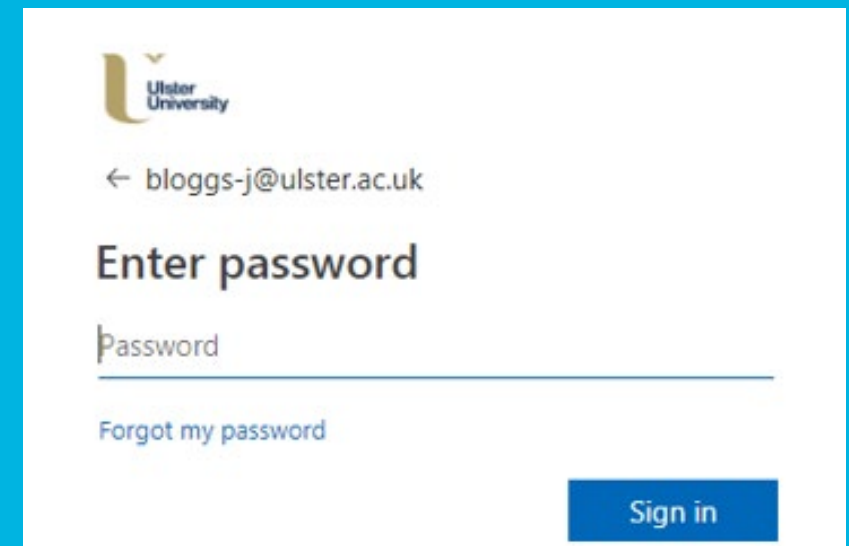 Ulster
University
← bloggs-j@ulster.ac.uk
Enter password
Password
Forgot my password
Sign in